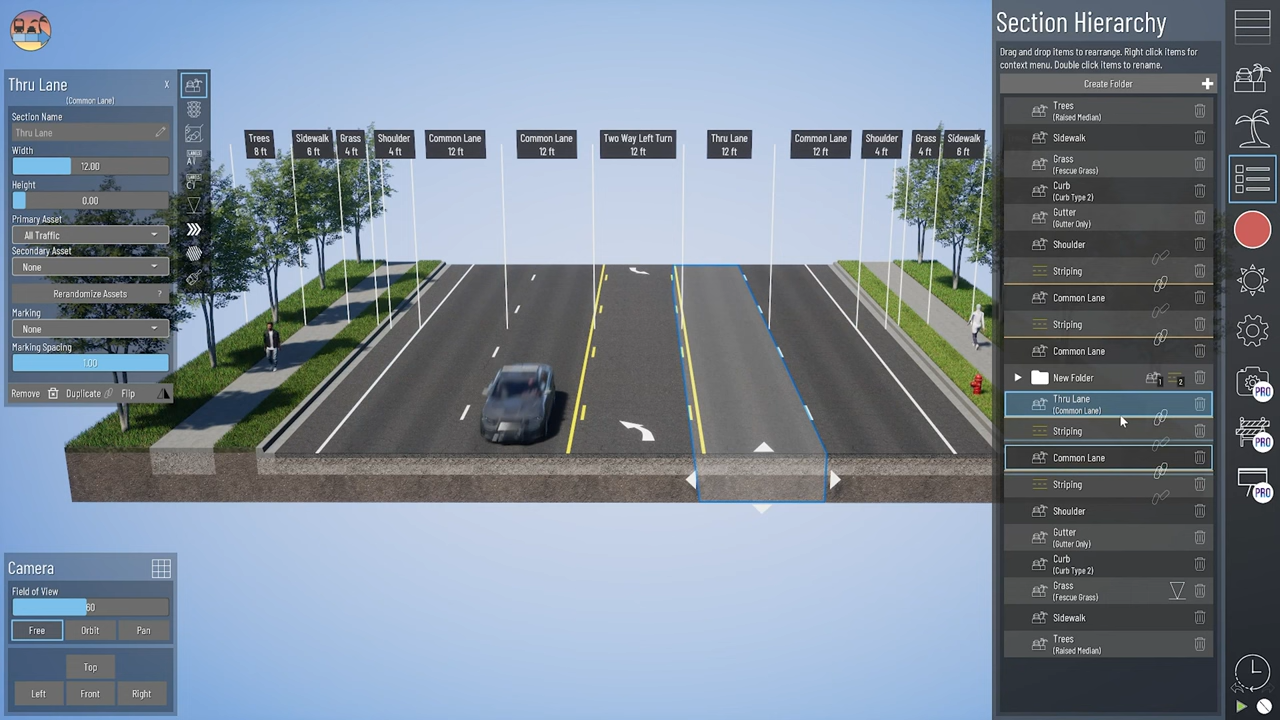 Thru Lane
X
(Common Lane)
Section Name
Thru Lane
Width
12.00
Height
0.00
Primary Asset
All Traffic
Secondary Asset
None
Rerandomize Assets ?
Marking
None
Marking Spacing
1.00
Remove Duplicate Flip
Camera
Field of View
60
Free Orbit Pan
Top
Left Front Right
Trees
8 ft
Sidewalk
6 ft
Grass
4 ft
Shoulder
4 ft
Common Lane
12 ft
Common Lane
12 ft
Two Way Left Turn
12 ft
Thru Lane
12 ft
Common Lane
12 ft
Shoulder
4 ft
Grass
4 ft
Sidewalk
6 ft
Section Hierarchy
Drag and drop items to rearrange. Right click items for
context menu. Double click items to rename.
Create Folder
Trees
(Raised Median)
Sidewalk
Grass
(Fescue Grass)
Curb
(Curb Type 2)
Gutter
(Gutter Only)
Shoulder
Striping
Common Lane
Striping
Common Lane
New Folder 1 2
Thru Lane
(Common Lane)
Striping
Common Lane
Striping
Shoulder
Gutter
(Gutter Only)
Curb
(Curb Type 2)
Grass
(Fescue Grass)
Sidewalk
Trees
(Raised Median)
PRO
PRO
PRO